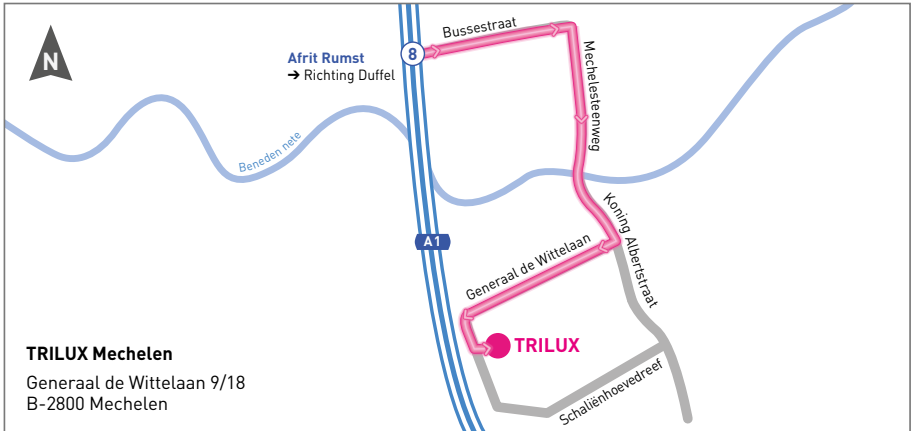 N
Afrit Rumst
➔ Richting Duffel
8
Bussestraat
Mechelesteenweg
Beneden nete
Koning Albertstraat
A1
Generaal de Wittelaan
TRILUX
Schaliënhoevedreef
TRILUX Mechelen
Generaal de Wittelaan 9/18
B-2800 Mechelen